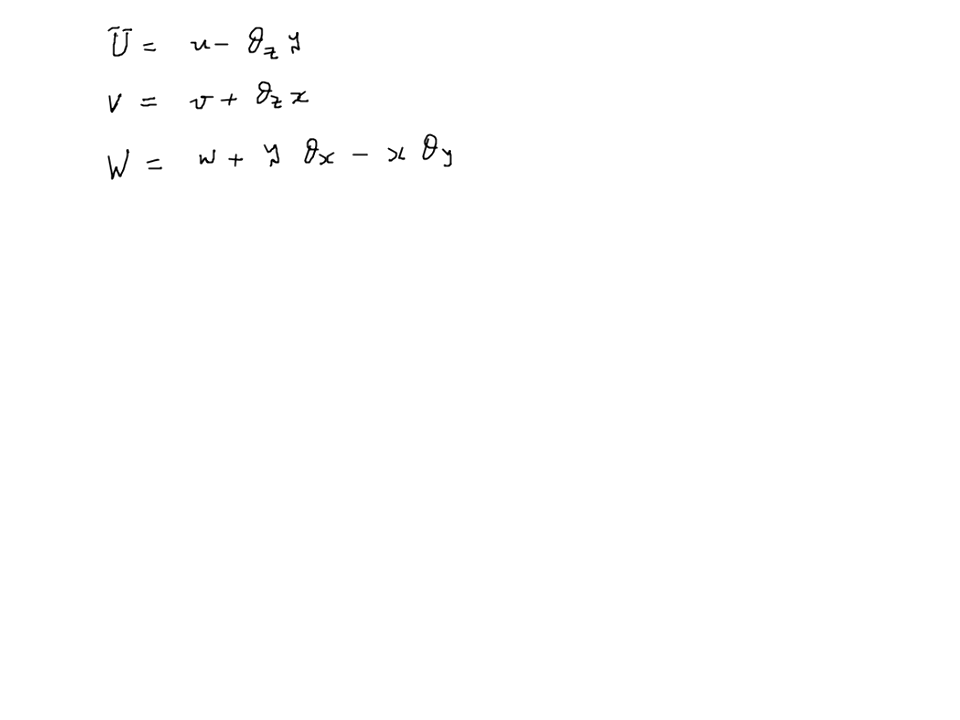 U = u - θz y
V = v + θz x
W = w + y θx - x θy